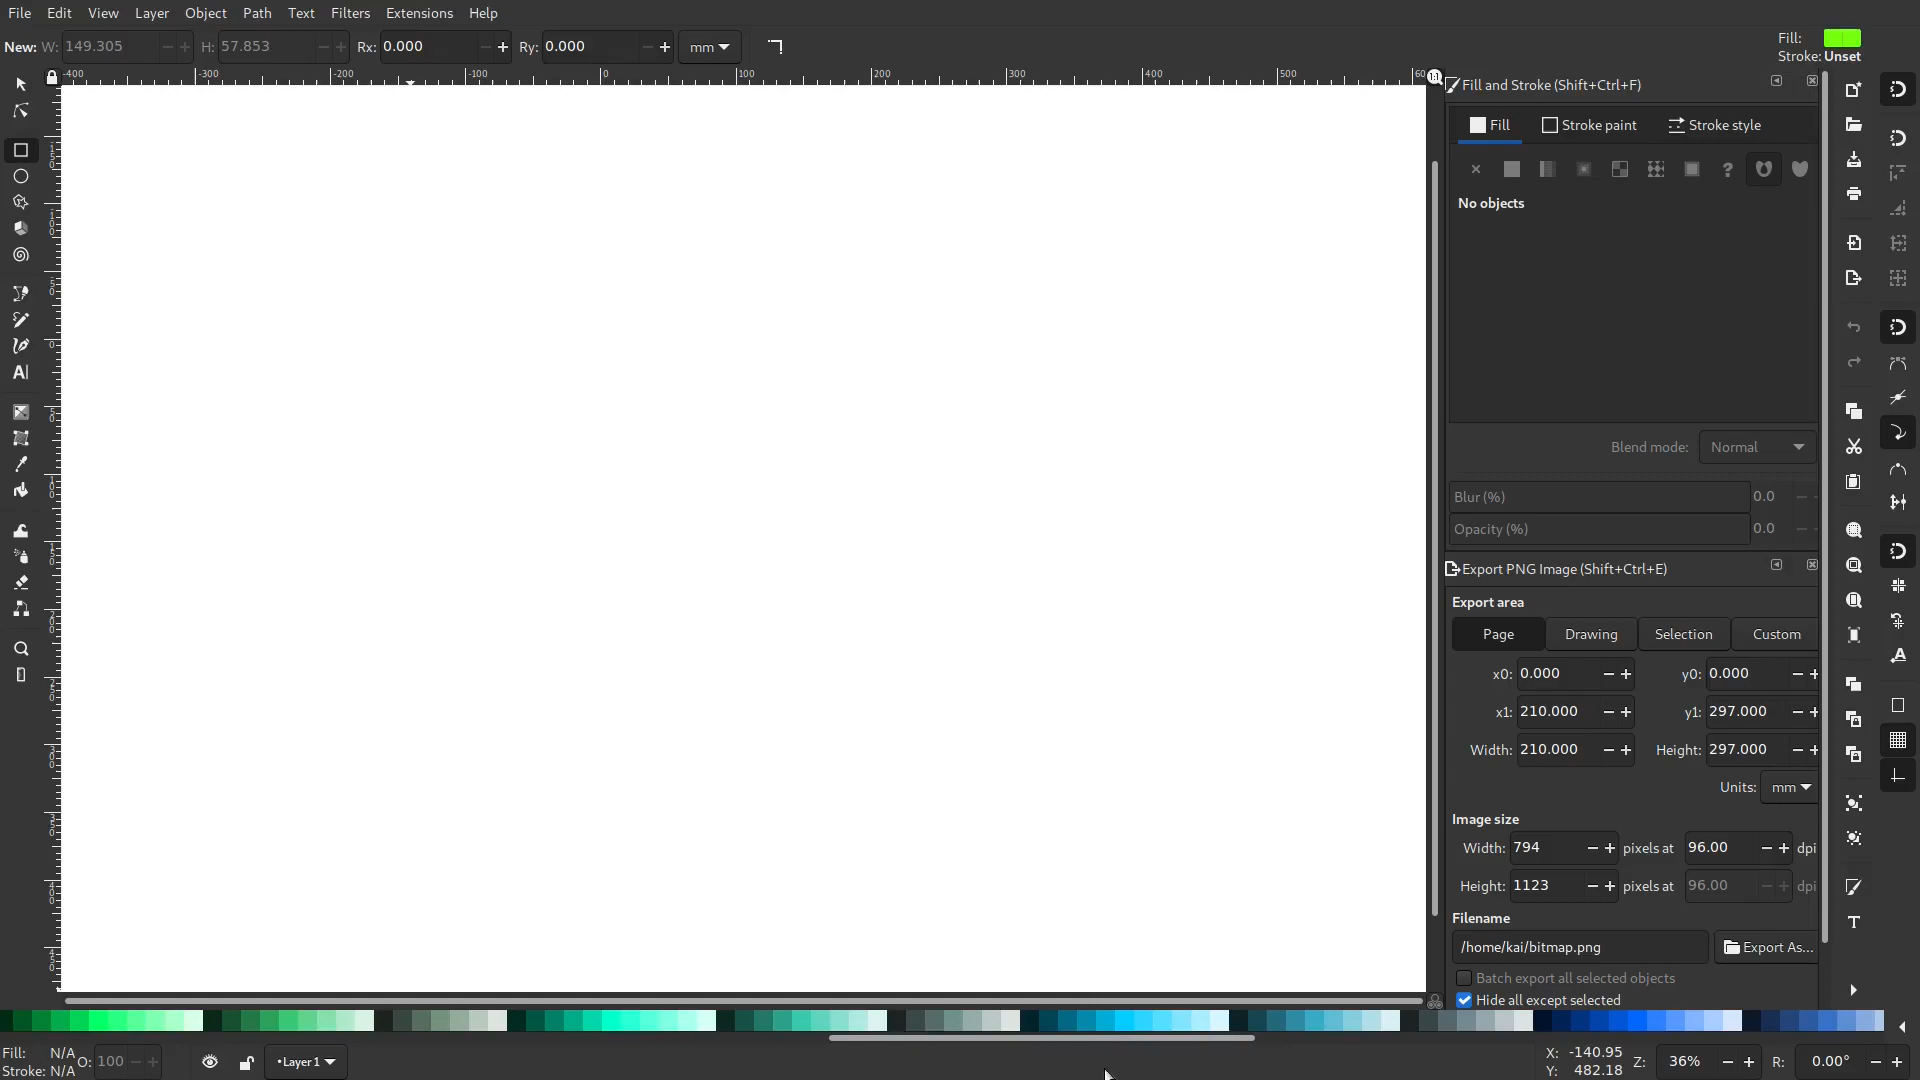 File Edit View Layer Object Path Text Filters Extensions Help
New: W: 149.305 H: 57.853 Rx: 0.000 Ry: 0.000 mm
Fill:
Stroke: Unset
-400 -300 -200 -100 0 100 200 300 400 500 60
Fill and Stroke (Shift+Ctrl+F)
Fill Stroke paint Stroke style
No objects
Blend mode: Normal
Blur (%) 0.0
Opacity (%) 0.0
Export PNG Image (Shift+Ctrl+E)
Export area
Page Drawing Selection Custom
x0: 0.000 y0: 0.000
x1: 210.000 y1: 297.000
Width: 210.000 Height: 297.000
Units: mm
Image size
Width: 794 pixels at 96.00 dpi
Height: 1123 pixels at 96.00 dpi
Filename
/home/kai/bitmap.png Export As...
Batch export all selected objects
Hide all except selected
Fill: N/A O: 100 •Layer 1 X: -140.95 Z: 36% R: 0.00°
Stroke: N/A Y: 482.18